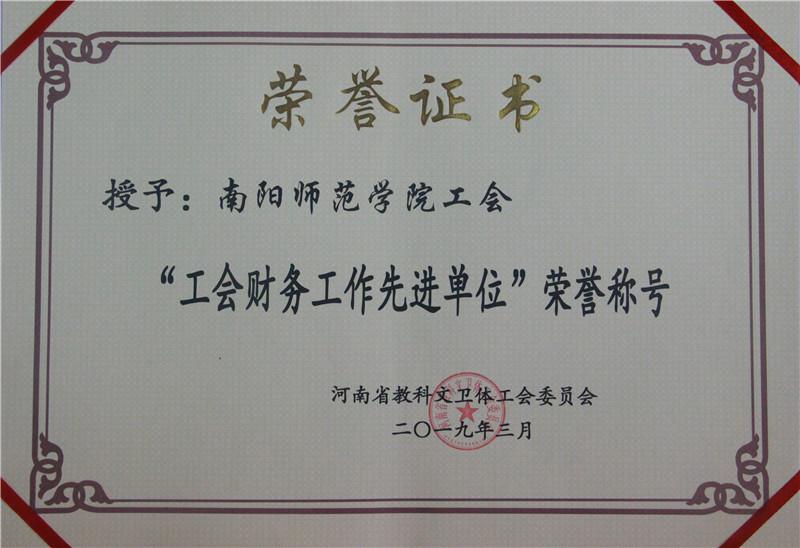 荣誉证书
授予：南阳师范学院工会
“工会财务工作先进单位”荣誉称号
河南省教科文卫体工会委员会
二〇一九年三月